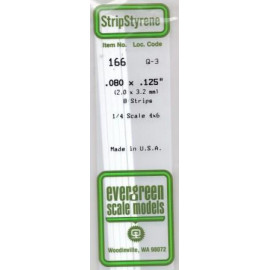 StripStyrene
Item No. Loc. Code
166 Q-3
.080 x .125"
(2.0 x 3.2 mm)
8 Strips
1/4 Scale 4x6
Made in U.S.A.
evergreen
scale models
Woodinville, WA 98072